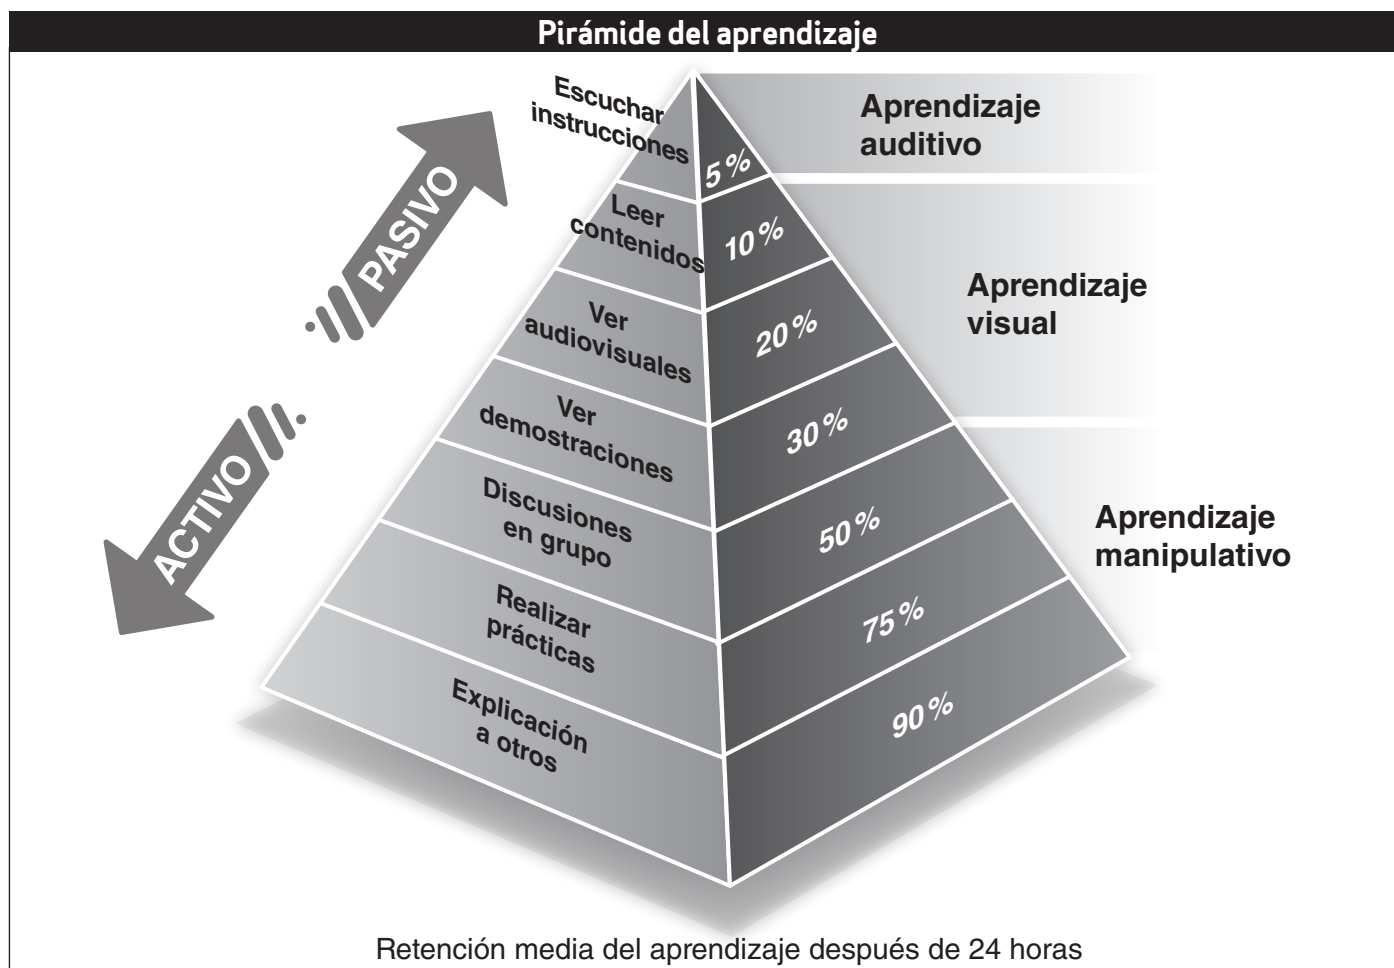 Pirámide del aprendizaje
Escuchar
instrucciones
5 %
Aprendizaje
auditivo
PASIVO
Leer
contenidos
10 %
Ver
audiovisuales
20 %
Aprendizaje
visual
Ver
demostraciones
30 %
ACTIVO
Discusiones
en grupo
50 %
Aprendizaje
manipulativo
Realizar
prácticas
75 %
Explicación
a otros
90 %
Retención media del aprendizaje después de 24 horas